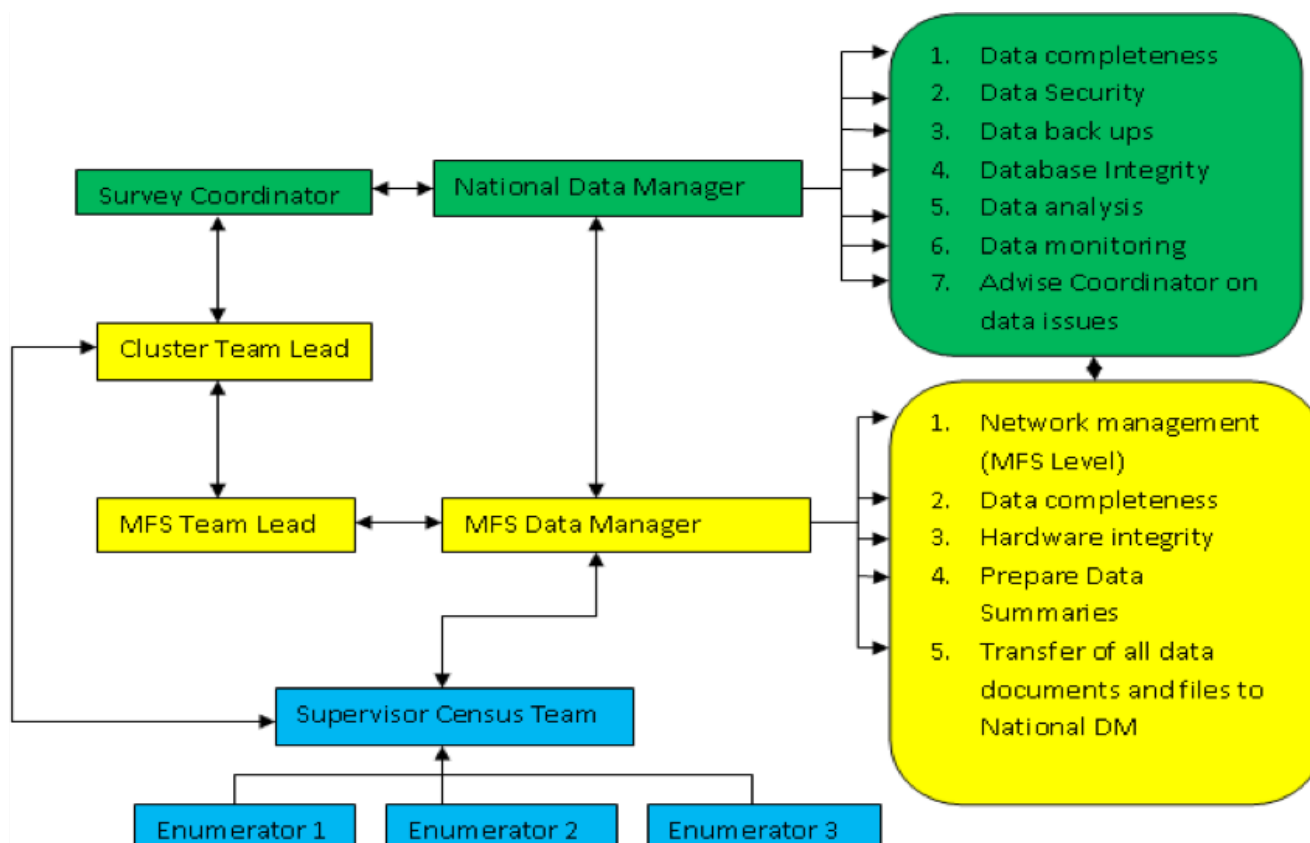 1. Data completeness
2. Data Security
3. Data back ups
4. Database Integrity
5. Data analysis
6. Data monitoring
7. Advise Coordinator on
data issues
Survey Coordinator
National Data Manager
Cluster Team Lead
MFS Team Lead
MFS Data Manager
1. Network management
(MFS Level)
2. Data completeness
3. Hardware integrity
4. Prepare Data
Summaries
5. Transfer of all data
documents and files to
National DM
Supervisor Census Team
Enumerator 1
Enumerator 2
Enumerator 3